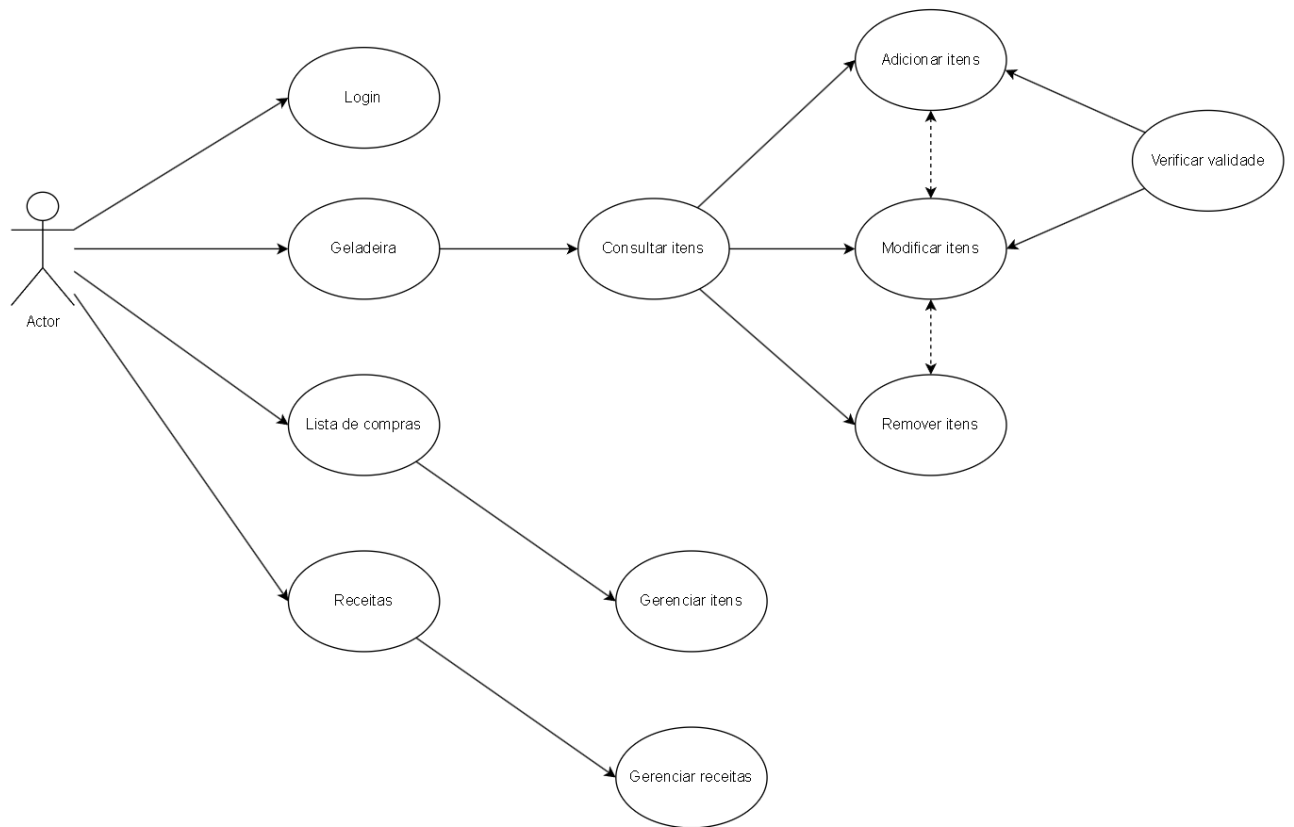 Adicionar itens
Login
Verificar validade
Geladeira
Consultar itens
Modificar itens
Actor
Lista de compras
Remover itens
Receitas
Gerenciar itens
Gerenciar receitas